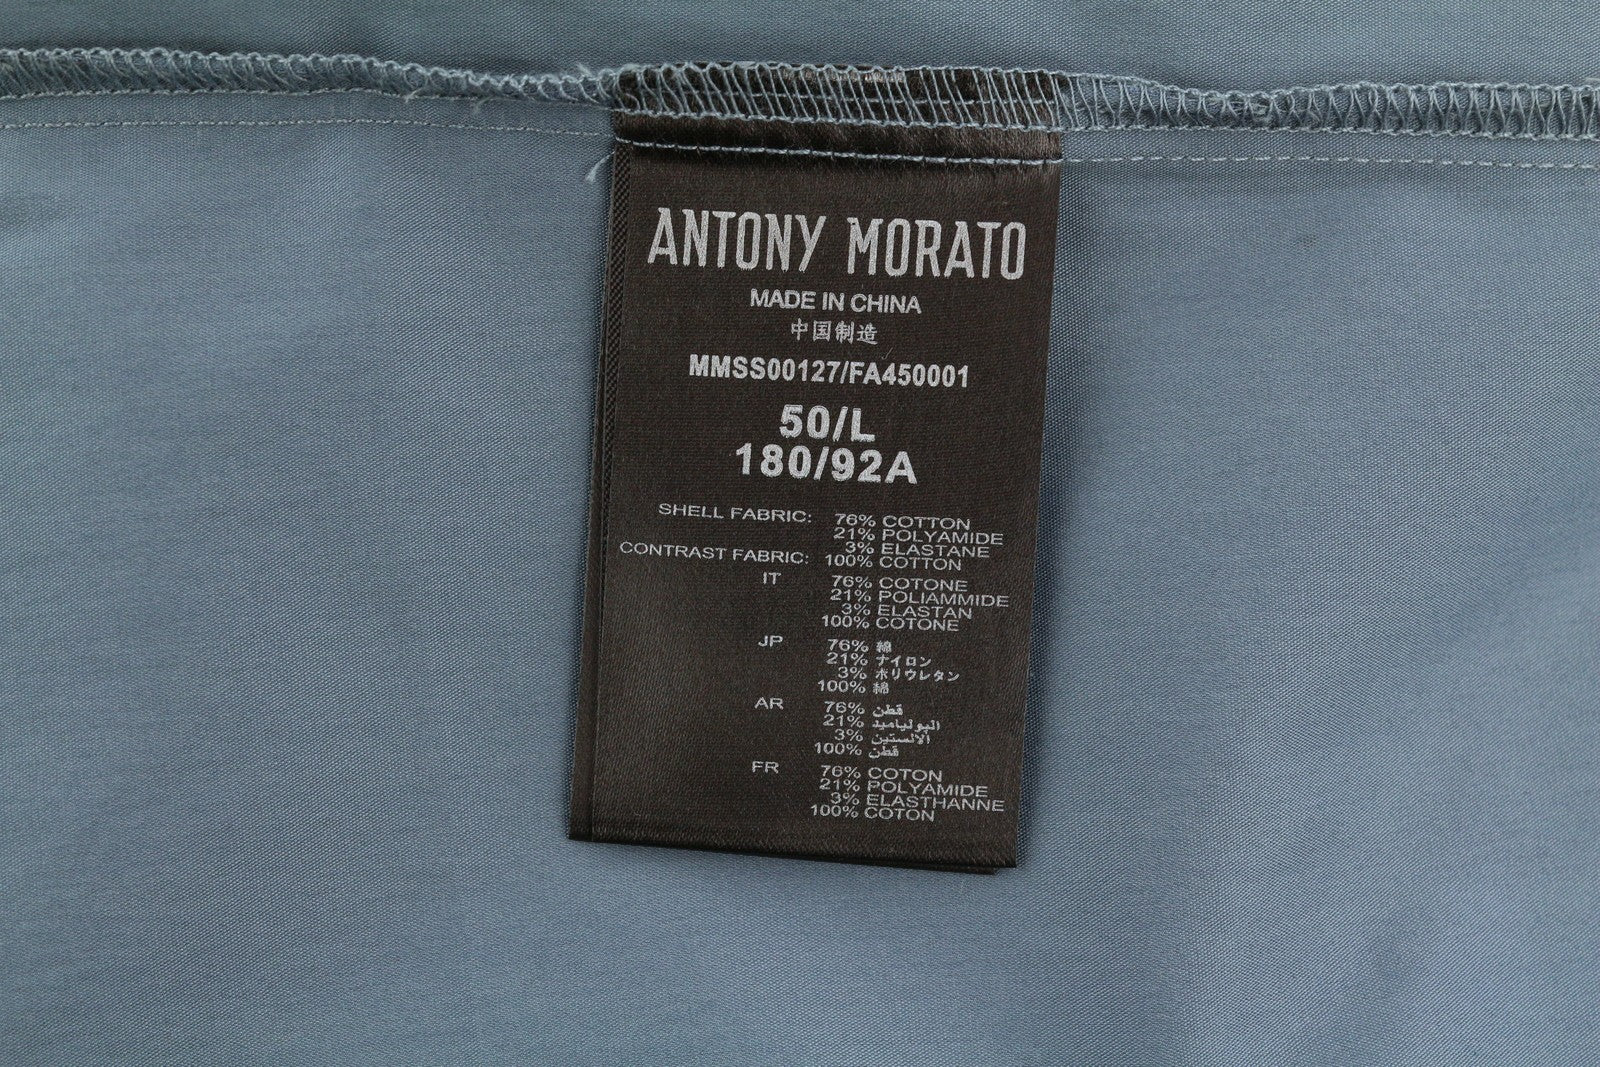 ANTONY MORATO
MADE IN CHINA
中国制造
MMSS00127/FA450001
50/L
180/92A
SHELL FABRIC: 76% COTTON
21% POLYAMIDE
3% ELASTANE
CONTRAST FABRIC: 100% COTTON
IT 76% COTONE
21% POLIAMMIDE
3% ELASTAN
100% COTONE
JP 76% 綿
21% ナイロン
3% ポリウレタン
100% 綿
AR 76% قطن
21% البولياميد
3% الالستين
100% قطن
FR 76% COTON
21% POLYAMIDE
3% ELASTHANNE
100% COTON